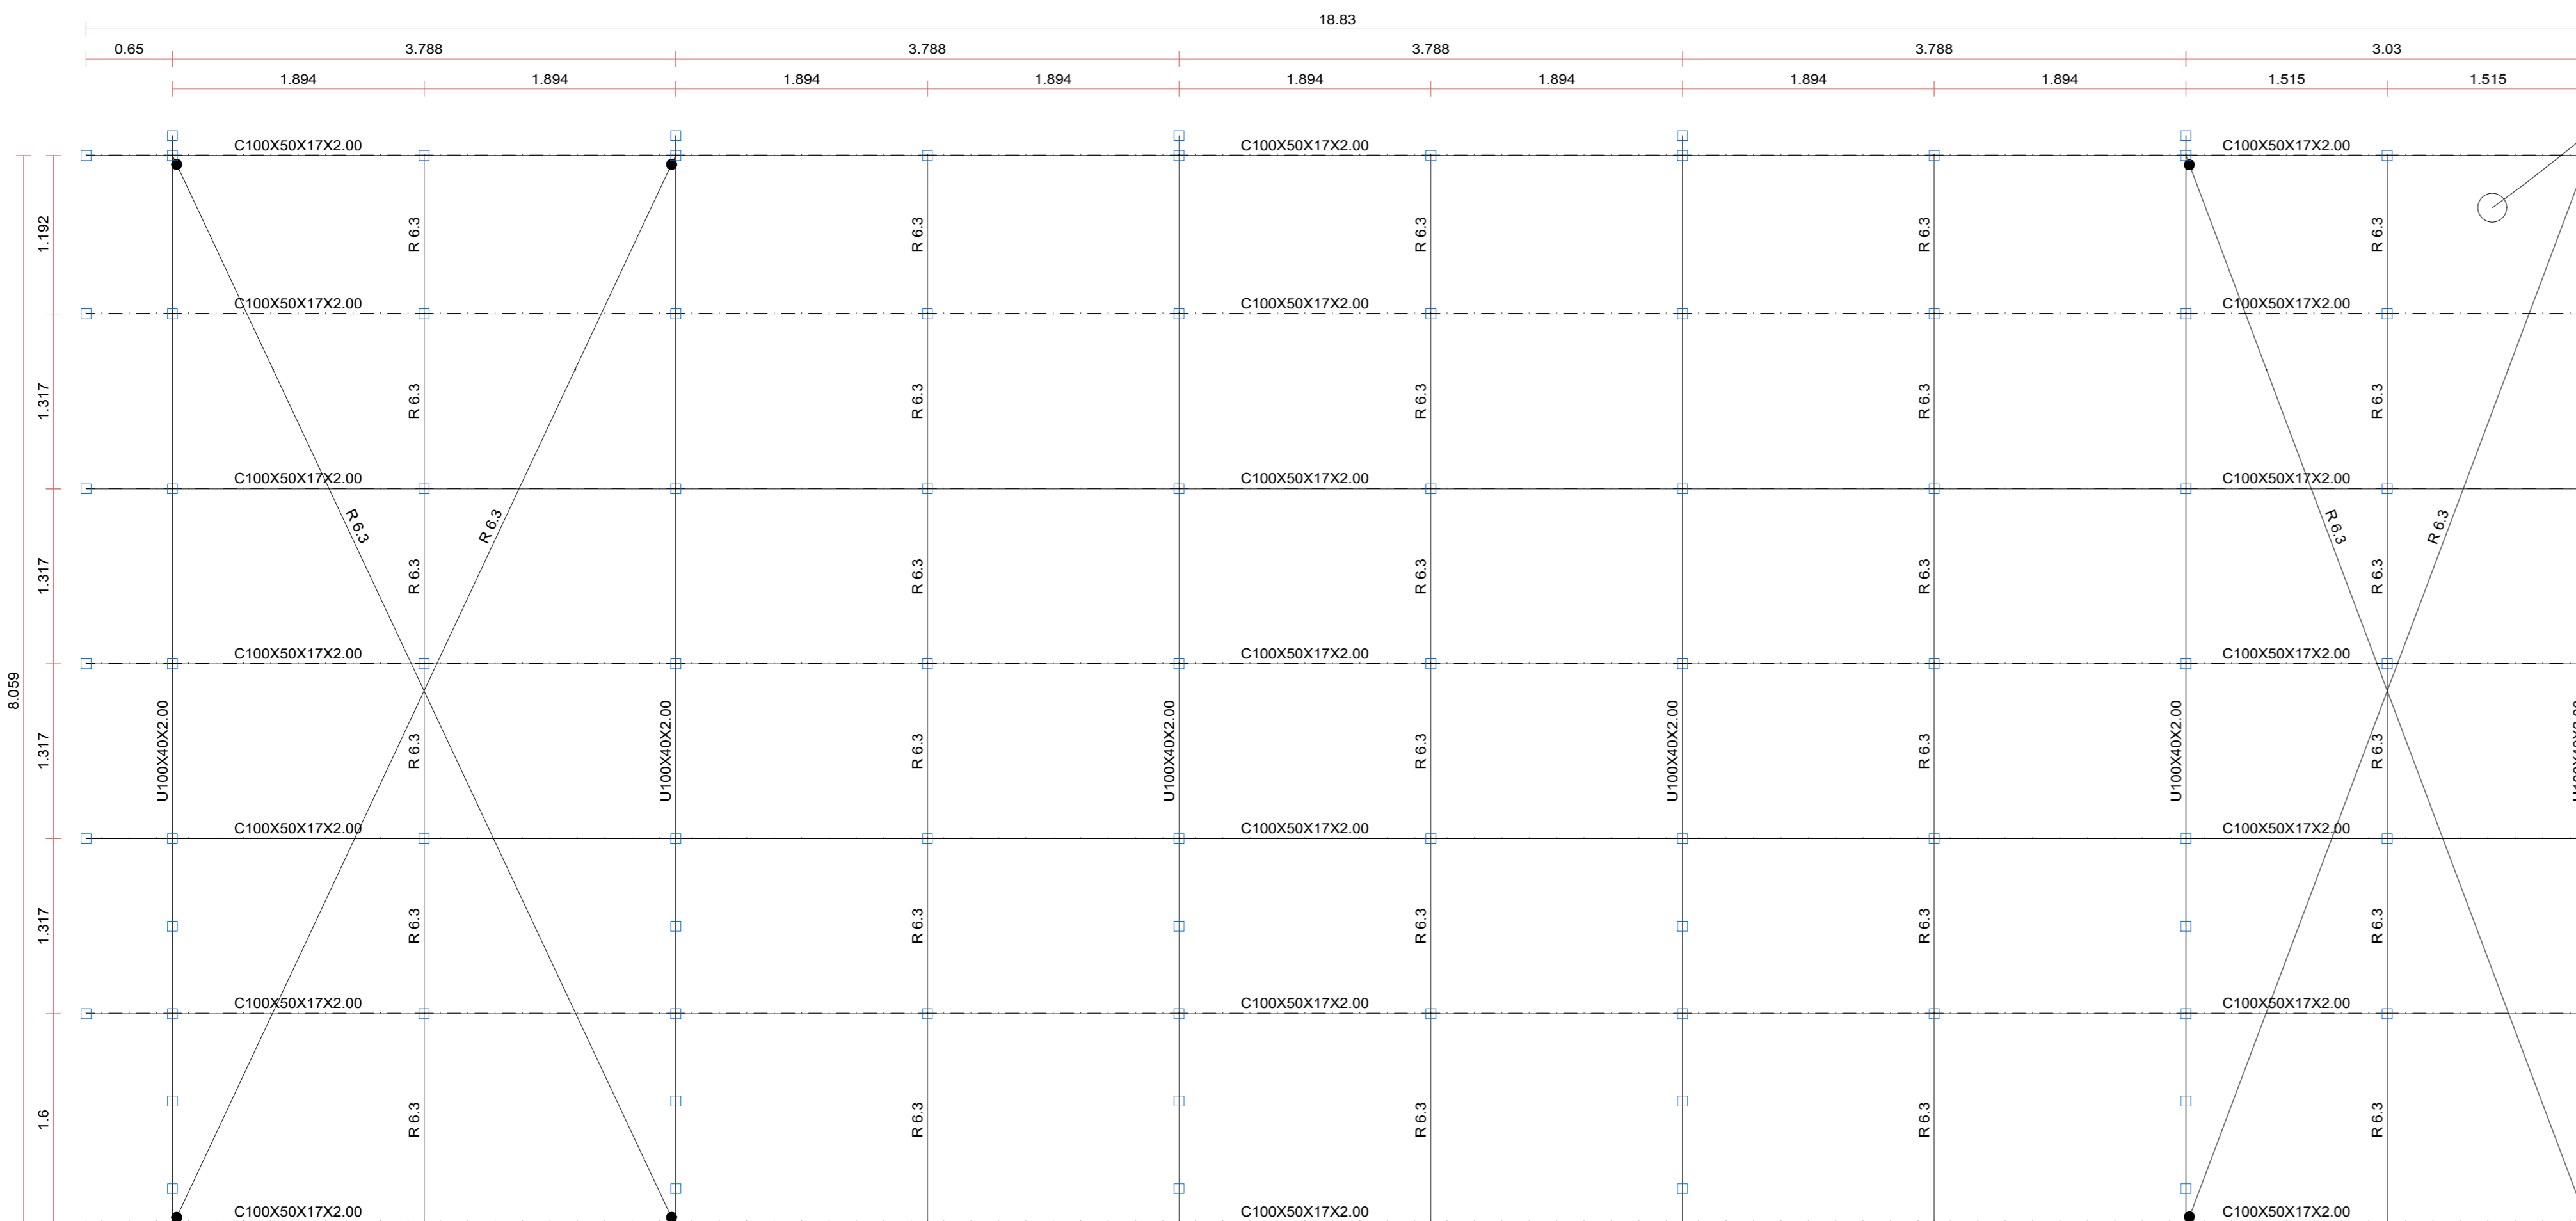 18.83
0.65 3.788 3.788 3.788 3.788 3.03
1.894 1.894 1.894 1.894 1.894 1.894 1.894 1.894 1.515 1.515
C100X50X17X2.00 C100X50X17X2.00 C100X50X17X2.00
1.192 R 6.3 R 6.3 R 6.3 R 6.3 R 6.3
C100X50X17X2.00 C100X50X17X2.00 C100X50X17X2.00
1.317 R 6.3 R 6.3 R 6.3 R 6.3 R 6.3
C100X50X17X2.00 C100X50X17X2.00 C100X50X17X2.00
R 6.3 R 6.3 R 6.3 R 6.3
1.317 R 6.3 R 6.3 R 6.3 R 6.3 R 6.3
C100X50X17X2.00 C100X50X17X2.00 C100X50X17X2.00
8.059
1.317 U100X40X2.00 R 6.3 U100X40X2.00 R 6.3 U100X40X2.00 R 6.3 U100X40X2.00 R 6.3 U100X40X2.00 R 6.3
C100X50X17X2.00 C100X50X17X2.00 C100X50X17X2.00
1.317 R 6.3 R 6.3 R 6.3 R 6.3 R 6.3
C100X50X17X2.00 C100X50X17X2.00 C100X50X17X2.00
1.6 R 6.3 R 6.3 R 6.3 R 6.3 R 6.3
C100X50X17X2.00 C100X50X17X2.00 C100X50X17X2.00